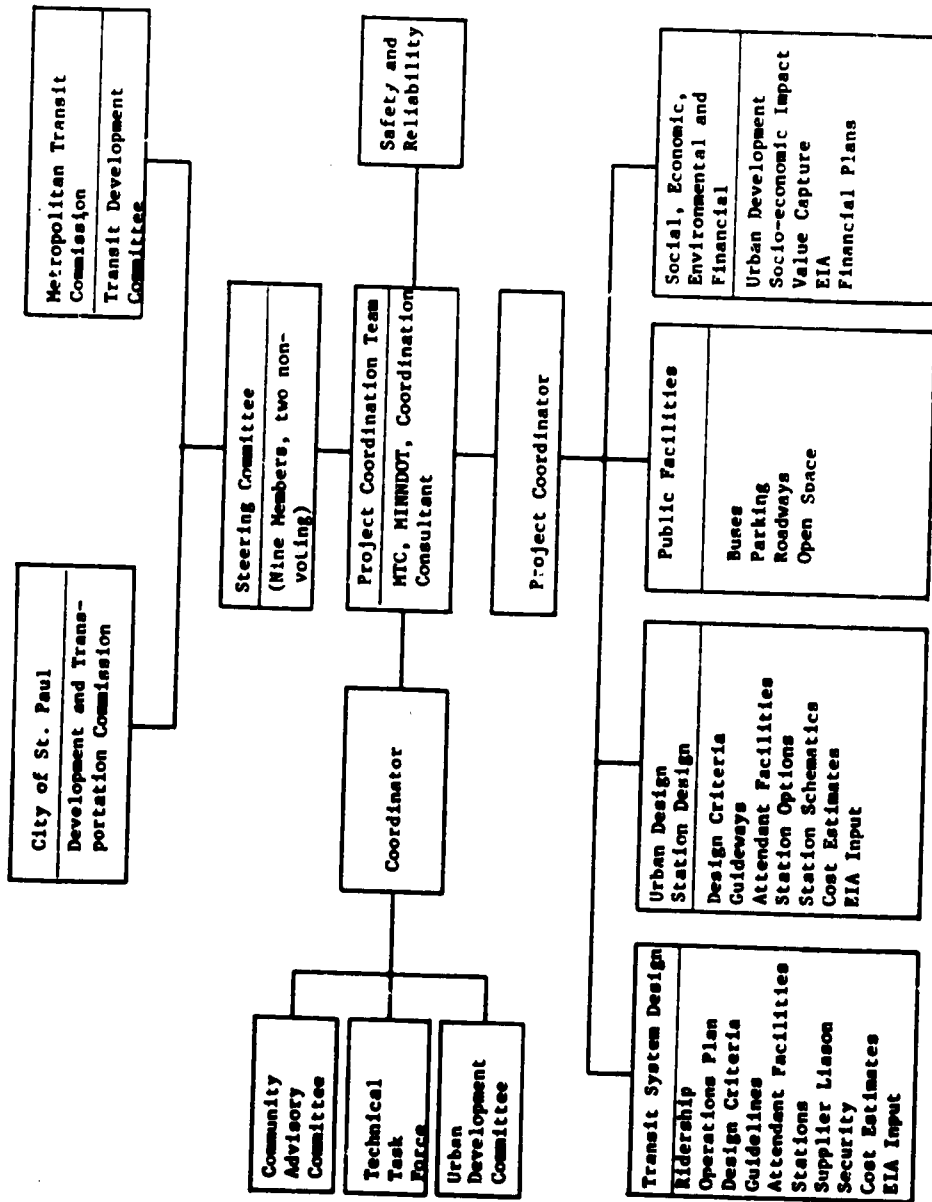 City of St. Paul
Development and Trans-
portation Commission
Metropolitan Transit
Commission
Transit Development
Committee
Steering Committee
(Nine Members, two non-
voting)
Community
Advisory
Committee
Technical
Task
Force
Urban
Development
Committee
Coordinator
Project Coordination Team
MTC, MINNDOT, Coordination
Consultant
Safety and
Reliability
Project Coordinator
Transit System Design
Ridership
Operations Plan
Design Criteria
Guidelines
Attendant Facilities
Stations
Supplier Liason
Security
Cost Estimates
EIA Input
Urban Design
Station Design
Design Criteria
Guideways
Attendant Facilities
Station Options
Station Schematics
Cost Estimates
EIA Input
Public Facilities
Buses
Parking
Roadways
Open Space
Social, Economic,
Environmental and
Financial
Urban Development
Socio-economic Impact
Value Capture
EIA
Financial Plans